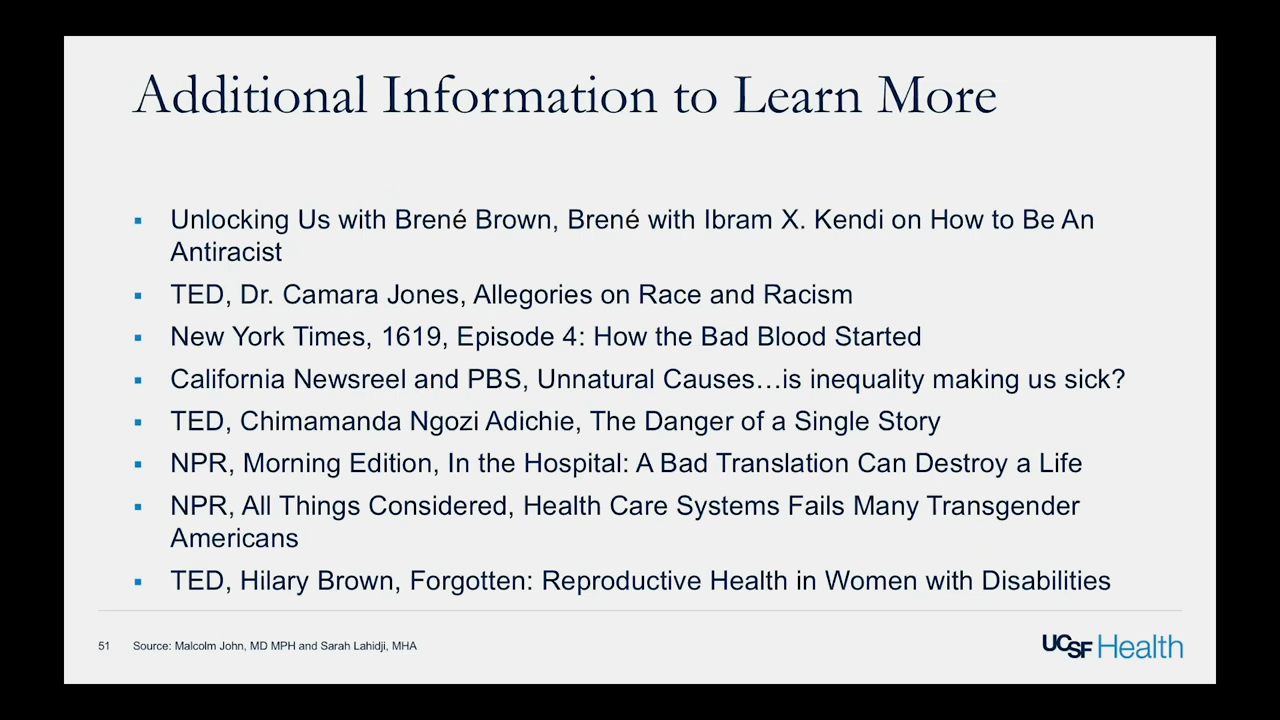 Additional Information to Learn More
▪ Unlocking Us with Brené Brown, Brené with Ibram X. Kendi on How to Be An
Antiracist
▪ TED, Dr. Camara Jones, Allegories on Race and Racism
▪ New York Times, 1619, Episode 4: How the Bad Blood Started
▪ California Newsreel and PBS, Unnatural Causes…is inequality making us sick?
▪ TED, Chimamanda Ngozi Adichie, The Danger of a Single Story
▪ NPR, Morning Edition, In the Hospital: A Bad Translation Can Destroy a Life
▪ NPR, All Things Considered, Health Care Systems Fails Many Transgender
Americans
▪ TED, Hilary Brown, Forgotten: Reproductive Health in Women with Disabilities
51 Source: Malcolm John, MD MPH and Sarah Lahidji, MHA
UCSF Health